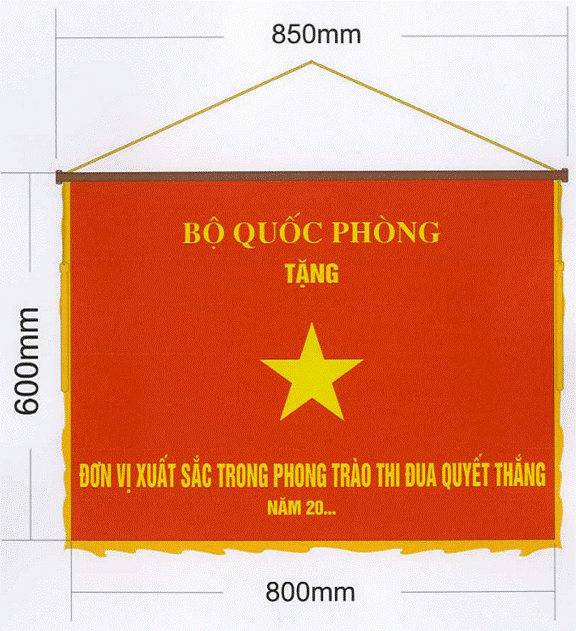 850mm
BỘ QUỐC PHÒNG
TẶNG
600mm
ĐƠN VỊ XUẤT SẮC TRONG PHONG TRÀO THI ĐUA QUYẾT THẮNG
NĂM 20...
800mm